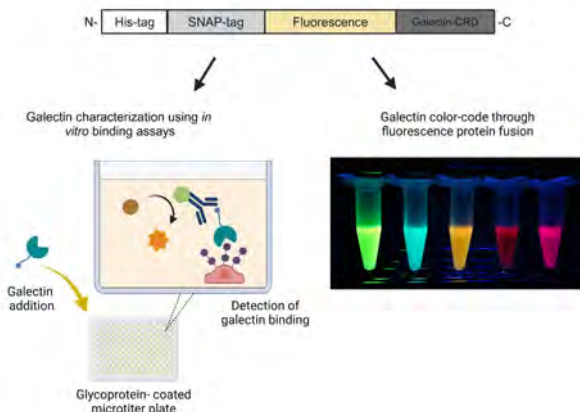 N- His-tag SNAP-tag Fluorescence Galectin-CRD -C
Galectin characterization using in
vitro binding assays
Galectin color-code through
fluorescence protein fusion
Galectin
addition
Detection of
galectin binding
Glycoprotein- coated
microtiter plate